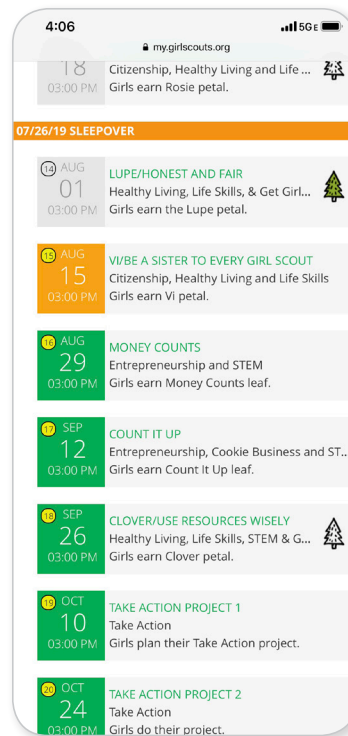 4:06
5G E
my.girlscouts.org
18
03:00 PM
Citizenship, Healthy Living and Life ...
Girls earn Rosie petal.
07/26/19 SLEEPOVER
14 AUG
01
03:00 PM
LUPE/HONEST AND FAIR
Healthy Living, Life Skills, & Get Girl...
Girls earn the Lupe petal.
15 AUG
15
03:00 PM
VI/BE A SISTER TO EVERY GIRL SCOUT
Citizenship, Healthy Living and Life Skills
Girls earn Vi petal.
16 AUG
29
03:00 PM
MONEY COUNTS
Entrepreneurship and STEM
Girls earn Money Counts leaf.
17 SEP
12
03:00 PM
COUNT IT UP
Entrepreneurship, Cookie Business and ST...
Girls earn Count It Up leaf.
18 SEP
26
03:00 PM
CLOVER/USE RESOURCES WISELY
Healthy Living, Life Skills, STEM & G...
Girls earn Clover petal.
19 OCT
10
03:00 PM
TAKE ACTION PROJECT 1
Take Action
Girls plan their Take Action project.
20 OCT
24
03:00 PM
TAKE ACTION PROJECT 2
Take Action
Girls do their project.